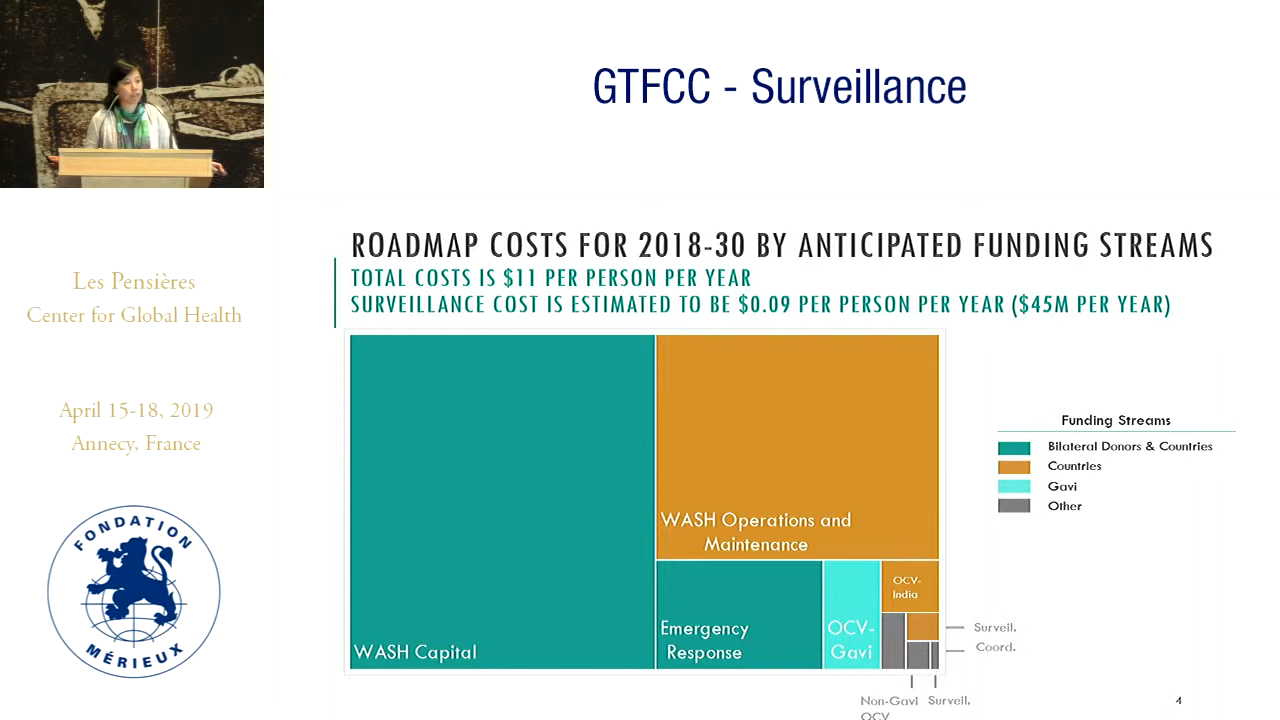 GTFCC - Surveillance
Les Pensières
Center for Global Health
April 15-18, 2019
Annecy, France
FONDATION
MÉRIEUX
ROADMAP COSTS FOR 2018-30 BY ANTICIPATED FUNDING STREAMS
TOTAL COSTS IS $11 PER PERSON PER YEAR
SURVEILLANCE COST IS ESTIMATED TO BE $0.09 PER PERSON PER YEAR ($45M PER YEAR)
WASH Capital
WASH Operations and
Maintenance
Emergency
Response
OCV-
Gavi
OCV-
India
Surveil.
Coord.
Non-Gavi
OCV
Surveil.
Funding Streams
Bilateral Donors & Countries
Countries
Gavi
Other
4